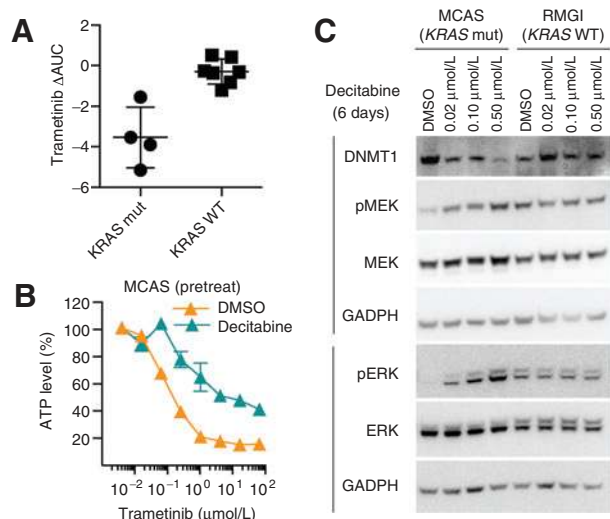 A
Trametinib ΔAUC
2
0
−2
−4
−6
KRAS mut
KRAS WT
B
MCAS (pretreat)
DMSO
Decitabine
ATP level (%)
120
100
80
60
40
20
10⁻² 10⁻¹ 10⁰ 10¹ 10²
Trametinib (μmol/L)
C
MCAS
(KRAS mut)
RMGI
(KRAS WT)
Decitabine
(6 days)
DMSO
0.02 μmol/L
0.10 μmol/L
0.50 μmol/L
DMSO
0.02 μmol/L
0.10 μmol/L
0.50 μmol/L
DNMT1
pMEK
MEK
GADPH
pERK
ERK
GADPH